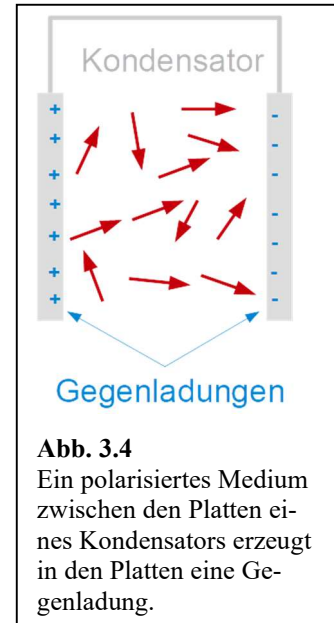 Kondensator
+ -
+ -
+ -
+ -
+ -
+ -
+ -
Gegenladungen
Abb. 3.4
Ein polarisiertes Medium
zwischen den Platten ei-
nes Kondensators erzeugt
in den Platten eine Ge-
genladung.